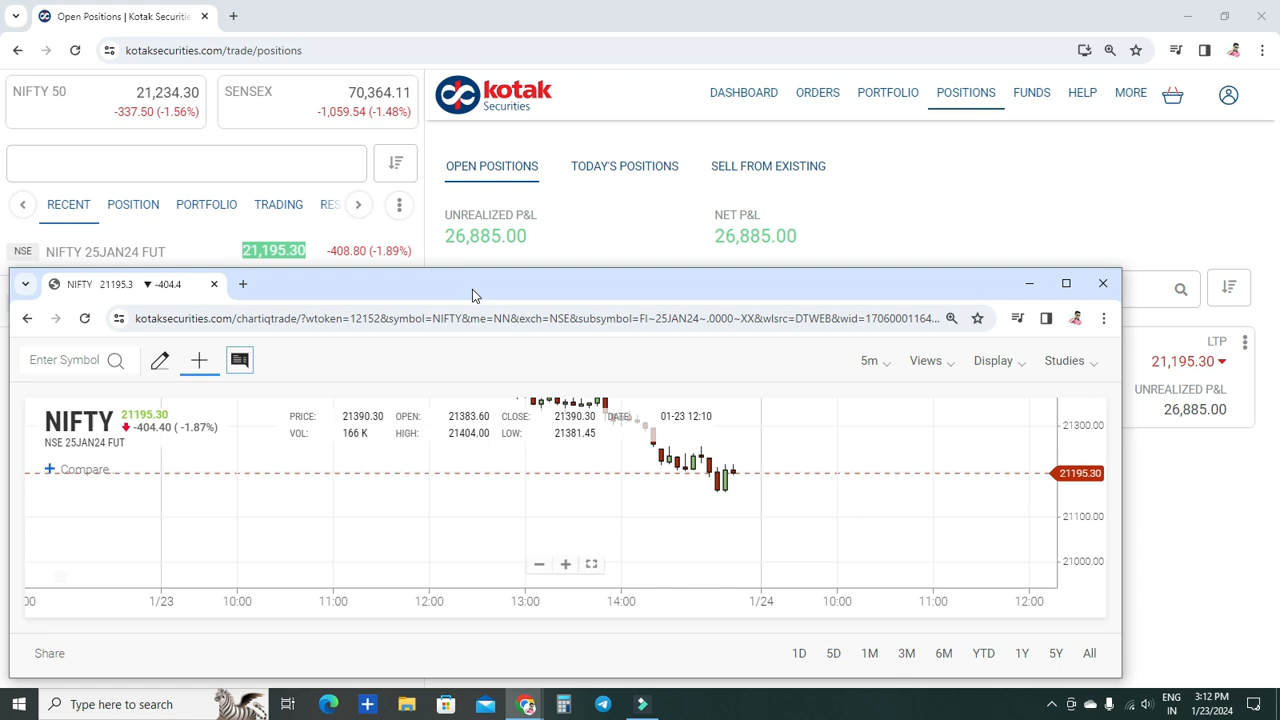 Open Positions | Kotak Securitie
kotaksecurities.com/trade/positions
NIFTY 50 21,234.30
-337.50 (-1.56%)
SENSEX 70,364.11
-1,059.54 (-1.48%)
kotak
Securities
DASHBOARD ORDERS PORTFOLIO POSITIONS FUNDS HELP MORE
OPEN POSITIONS TODAY'S POSITIONS SELL FROM EXISTING
RECENT POSITION PORTFOLIO TRADING RES
UNREALIZED P&L NET P&L
26,885.00 26,885.00
NSE NIFTY 25JAN24 FUT 21,195.30 -408.80 (-1.89%)
NIFTY 21195.3 ▼ -404.4
kotaksecurities.com/chartiqtrade/?wtoken=12152&symbol=NIFTY&me=NN&exch=NSE&subsymbol=FI~25JAN24~.0000~XX&wlsrc=DTWEB&wid=17060001164...
LTP
21,195.30
UNREALIZED P&L
26,885.00
Enter Symbol 5m Views Display Studies
NIFTY 21195.30
-404.40 ( -1.87%)
NSE 25JAN24 FUT
Compare
PRICE: 21390.30 OPEN: 21383.60 CLOSE: 21390.30 DATE: 01-23 12:10
VOL: 166 K HIGH: 21404.00 LOW: 21381.45
21300.00
21195.30
21100.00
21000.00
:00 1/23 10:00 11:00 12:00 13:00 14:00 1/24 10:00 11:00 12:00
Share 1D 5D 1M 3M 6M YTD 1Y 5Y All
Type here to search
ENG
IN
3:12 PM
1/23/2024